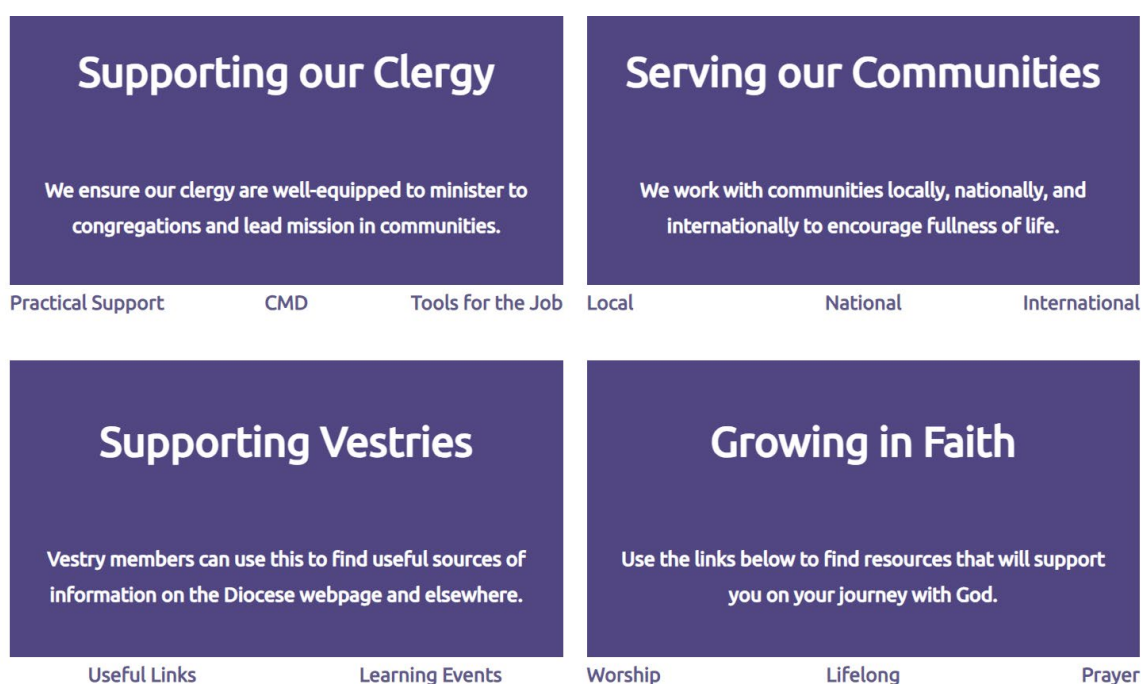 Supporting our Clergy
We ensure our clergy are well-equipped to minister to
congregations and lead mission in communities.
Practical Support CMD Tools for the Job
Serving our Communities
We work with communities locally, nationally, and
internationally to encourage fullness of life.
Local National International
Supporting Vestries
Vestry members can use this to find useful sources of
information on the Diocese webpage and elsewhere.
Useful Links Learning Events
Growing in Faith
Use the links below to find resources that will support
you on your journey with God.
Worship Lifelong Prayer